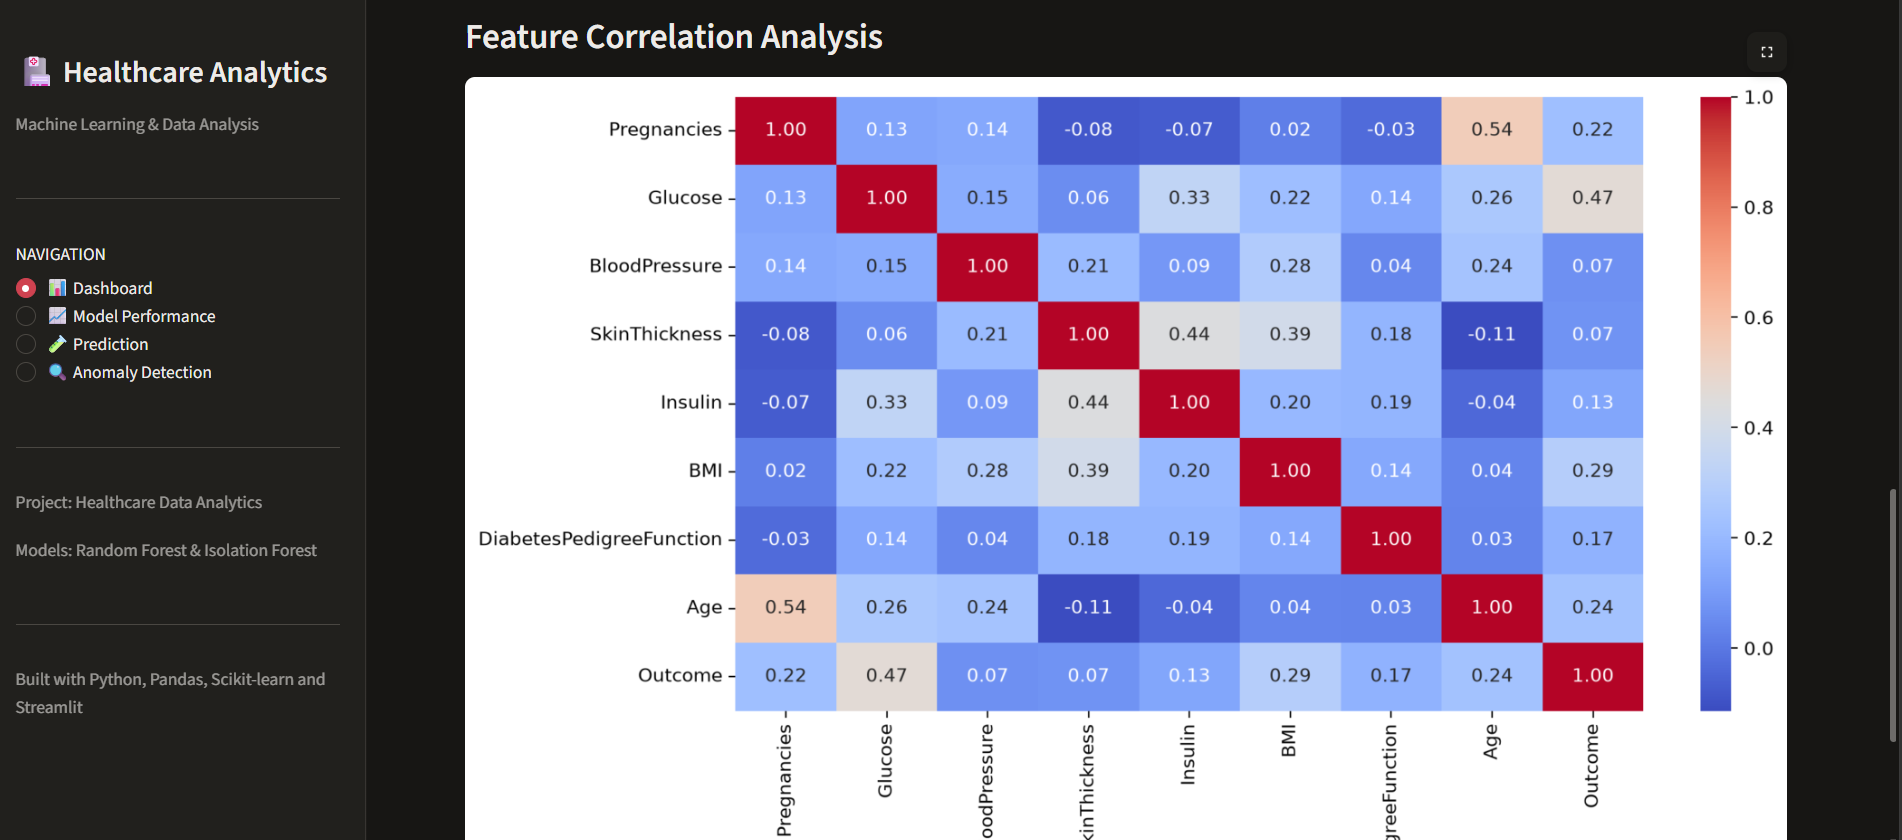 Healthcare Analytics
Machine Learning & Data Analysis
NAVIGATION
Dashboard
Model Performance
Prediction
Anomaly Detection
Project: Healthcare Data Analytics
Models: Random Forest & Isolation Forest
Built with Python, Pandas, Scikit-learn and
Streamlit
Feature Correlation Analysis
Pregnancies 1.00 0.13 0.14 -0.08 -0.07 0.02 -0.03 0.54 0.22
Glucose 0.13 1.00 0.15 0.06 0.33 0.22 0.14 0.26 0.47
BloodPressure 0.14 0.15 1.00 0.21 0.09 0.28 0.04 0.24 0.07
SkinThickness -0.08 0.06 0.21 1.00 0.44 0.39 0.18 -0.11 0.07
Insulin -0.07 0.33 0.09 0.44 1.00 0.20 0.19 -0.04 0.13
BMI 0.02 0.22 0.28 0.39 0.20 1.00 0.14 0.04 0.29
DiabetesPedigreeFunction -0.03 0.14 0.04 0.18 0.19 0.14 1.00 0.03 0.17
Age 0.54 0.26 0.24 -0.11 -0.04 0.04 0.03 1.00 0.24
Outcome 0.22 0.47 0.07 0.07 0.13 0.29 0.17 0.24 1.00
Pregnancies
Glucose
oodPressure
kinThickness
Insulin
BMI
greeFunction
Age
Outcome
1.0
0.8
0.6
0.4
0.2
0.0